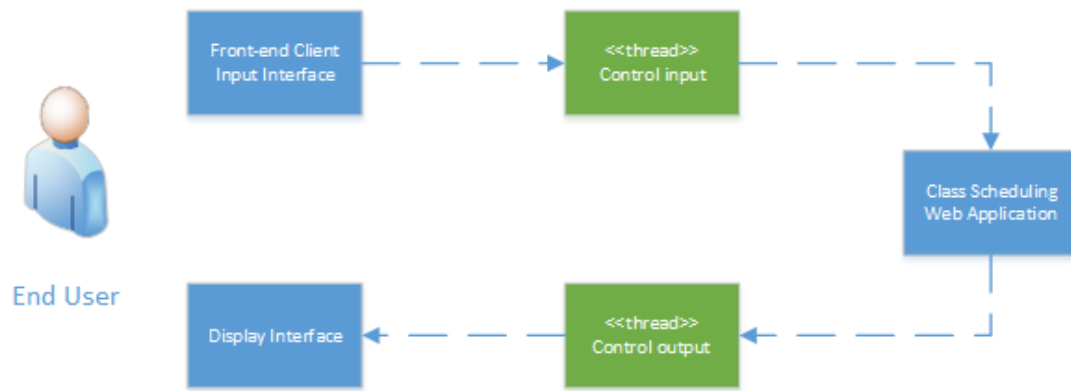 Front-end Client
Input Interface
<<thread>>
Control input
Class Scheduling
Web Application
End User
Display Interface
<<thread>>
Control output